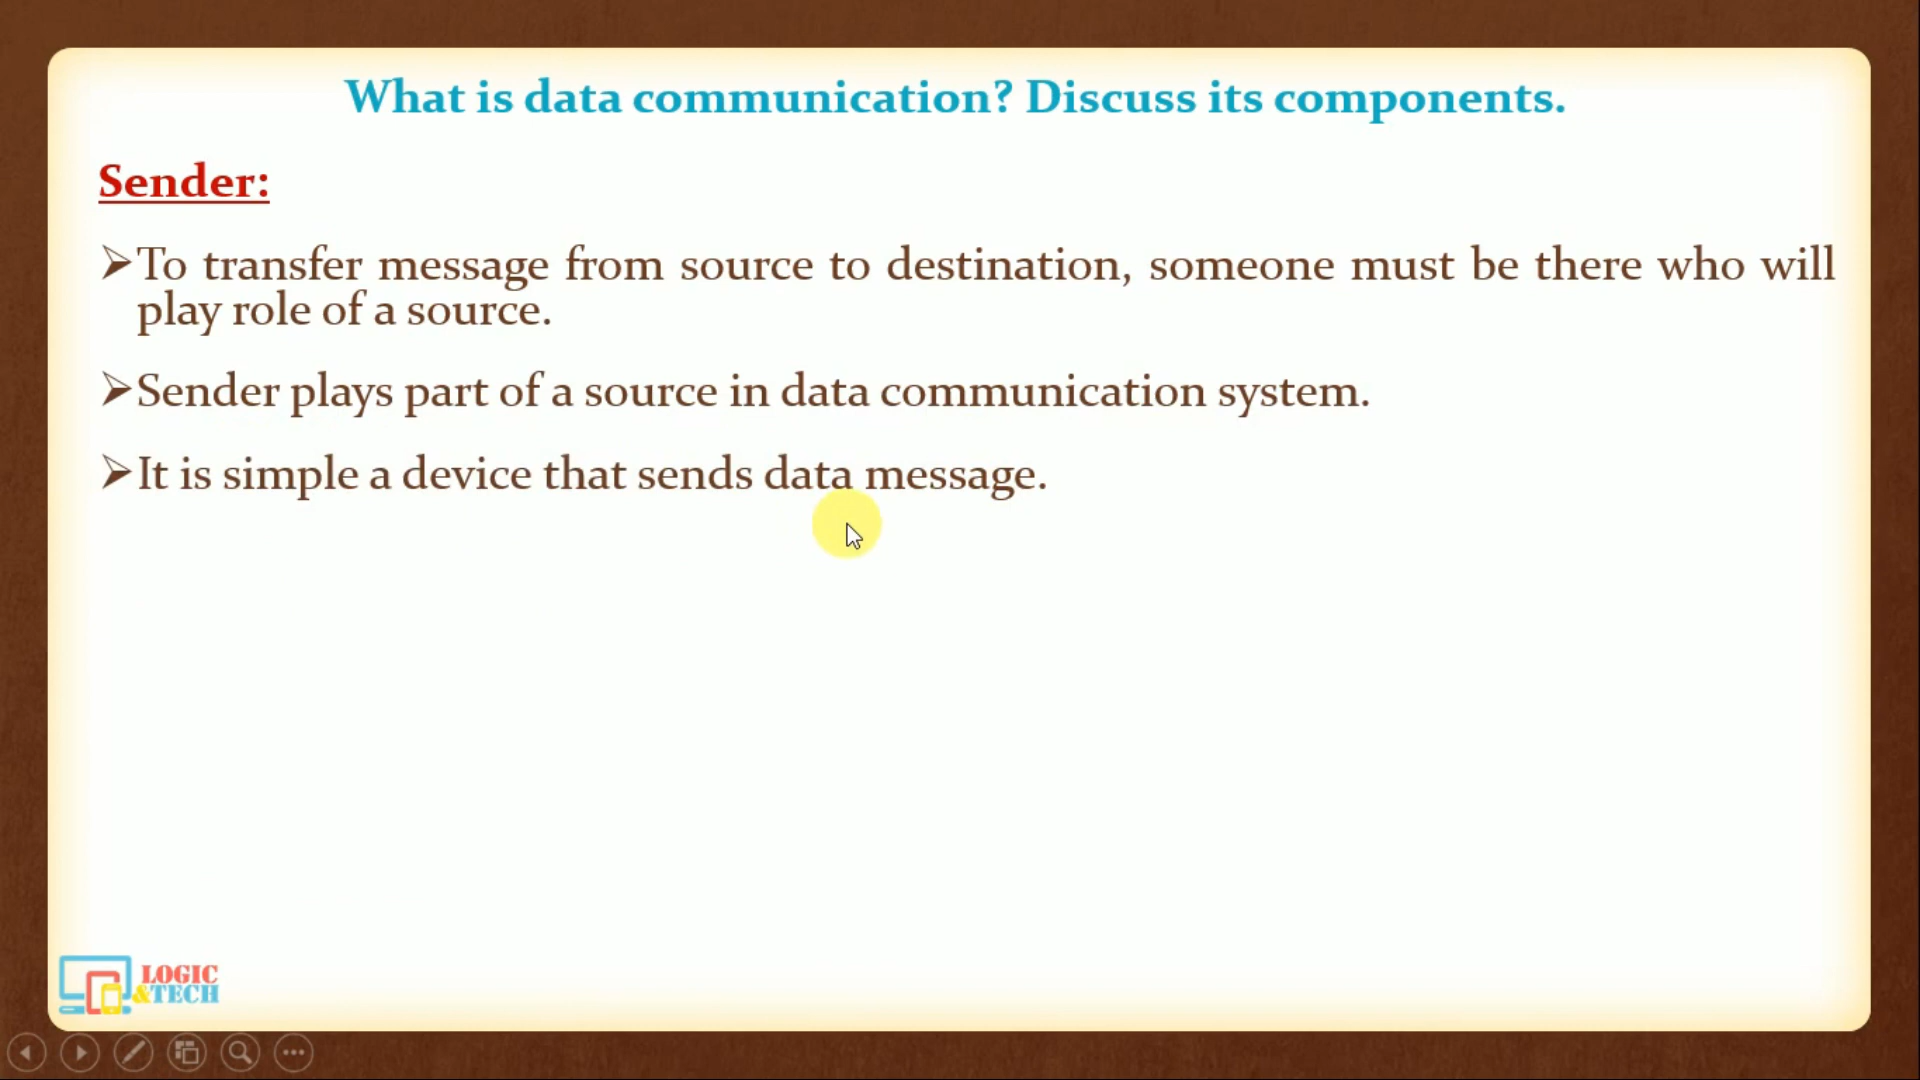 What is data communication? Discuss its components.
Sender:
➢To transfer message from source to destination, someone must be there who will
play role of a source.
➢Sender plays part of a source in data communication system.
➢It is simple a device that sends data message.
LOGIC
&TECH